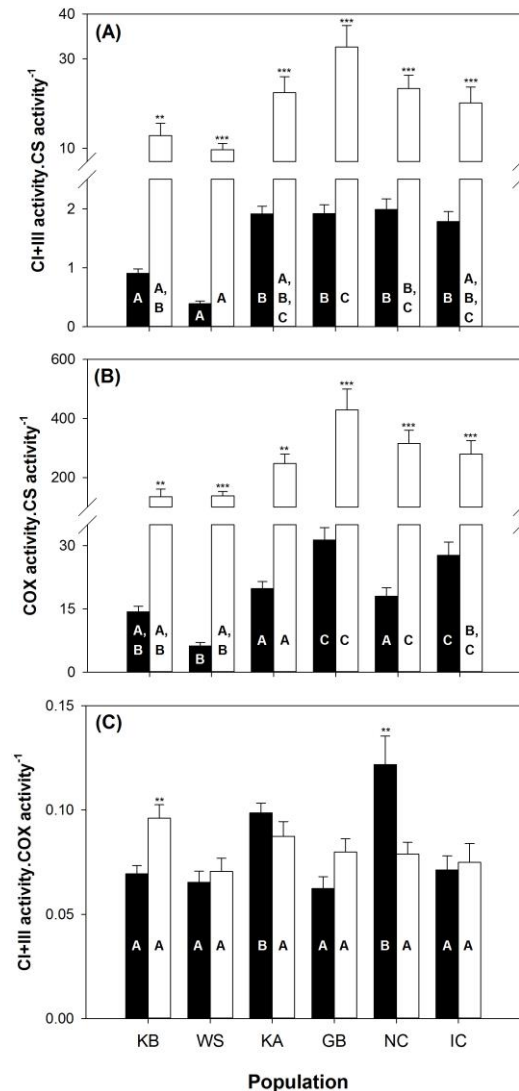 (A)
CI+III activity.CS activity⁻¹
40
30
10
2
1
0
** *** *** *** *** ***
A A, B A A B A, B, C B C B B, C B A, B, C
(B)
COX activity.CS activity⁻¹
600
400
200
30
15
0
** *** ** *** *** ***
A, B A, B B A, B A A C C A C C B, C
(C)
CI+III activity.COX activity⁻¹
0.15
0.10
0.05
0.00
** **
A A A A B A A A B A A A
KB WS KA GB NC IC
Population